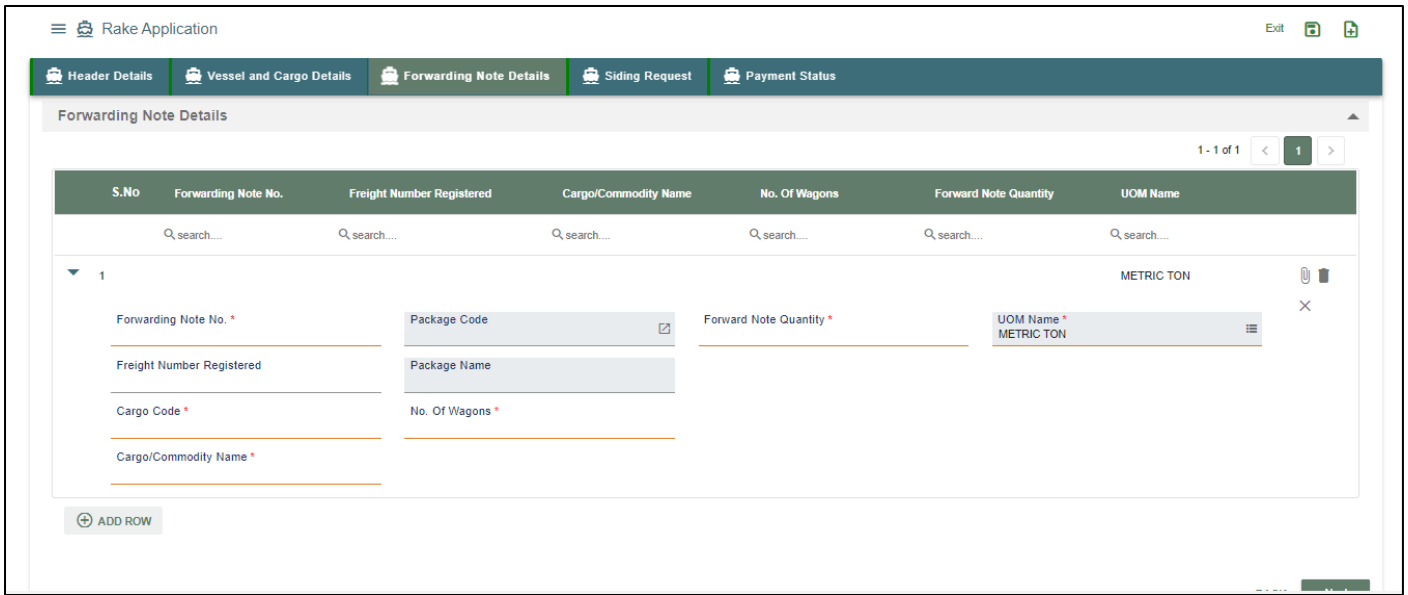 Rake Application
Exit
Header Details Vessel and Cargo Details Forwarding Note Details Siding Request Payment Status
Forwarding Note Details
1 - 1 of 1 < 1 >
S.No Forwarding Note No. Freight Number Registered Cargo/Commodity Name No. Of Wagons Forward Note Quantity UOM Name
search.... search.... search.... search.... search.... search....
1 METRIC TON
Forwarding Note No. * Package Code Forward Note Quantity * UOM Name *
METRIC TON
Freight Number Registered Package Name
Cargo Code * No. Of Wagons *
Cargo/Commodity Name *
ADD ROW